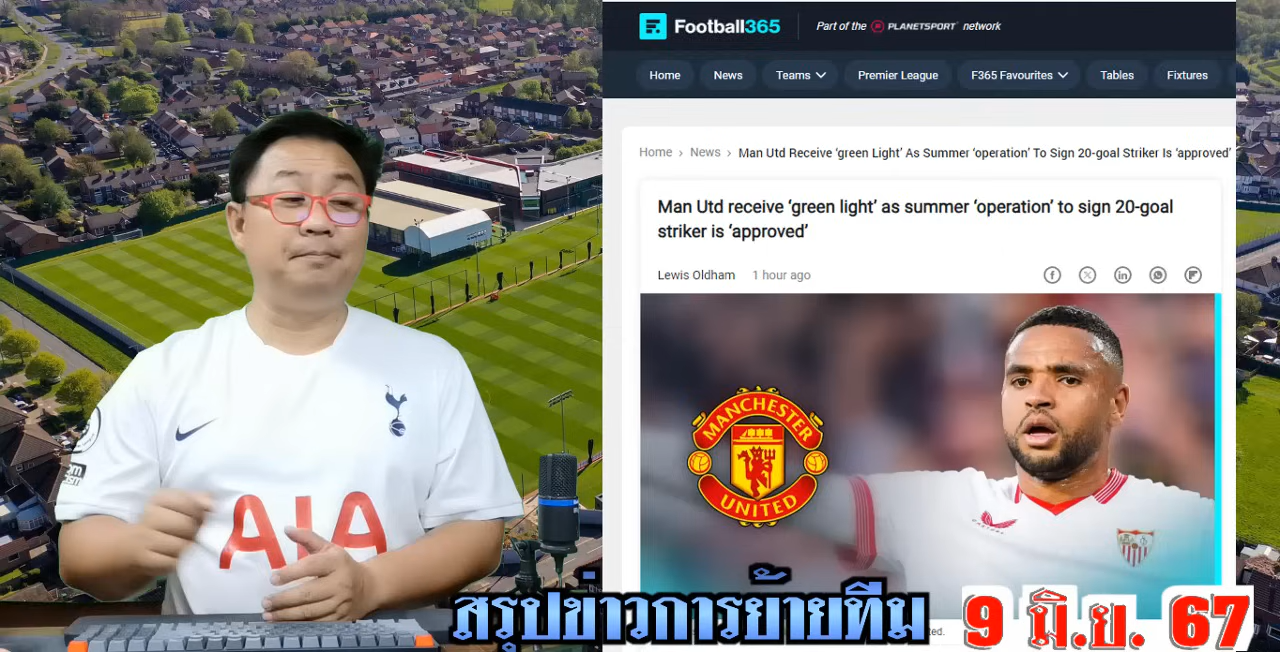 Football365
Part of the PLANETSPORT network
Home
News
Teams
Premier League
F365 Favourites
Tables
Fixtures
Home › News › Man Utd Receive ‘green Light’ As Summer ‘operation’ To Sign 20-goal Striker Is ‘approved’
Man Utd receive ‘green light’ as summer ‘operation’ to sign 20-goal
striker is ‘approved’
Lewis Oldham 1 hour ago
MANCHESTER
UNITED
AIA
สรุปข่าวการย้ายทีม
9 มิ.ย. 67